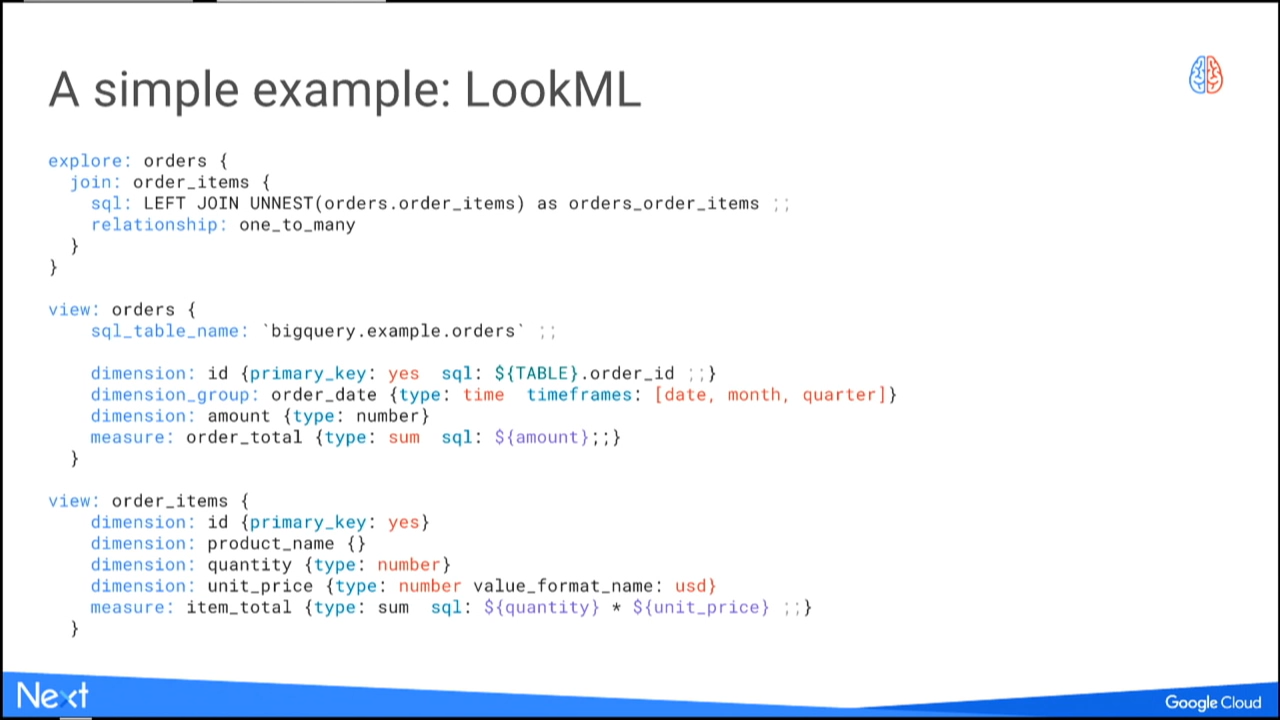 A simple example: LookML
explore: orders {
join: order_items {
sql: LEFT JOIN UNNEST(orders.order_items) as orders_order_items ;;
relationship: one_to_many
}
}
view: orders {
sql_table_name: `bigquery.example.orders` ;;
dimension: id {primary_key: yes  sql: ${TABLE}.order_id ;;}
dimension_group: order_date {type: time  timeframes: [date, month, quarter]}
dimension: amount {type: number}
measure: order_total {type: sum  sql: ${amount};;}
}
view: order_items {
dimension: id {primary_key: yes}
dimension: product_name {}
dimension: quantity {type: number}
dimension: unit_price {type: number value_format_name: usd}
measure: item_total {type: sum  sql: ${quantity} * ${unit_price} ;;}
}
Next
Google Cloud